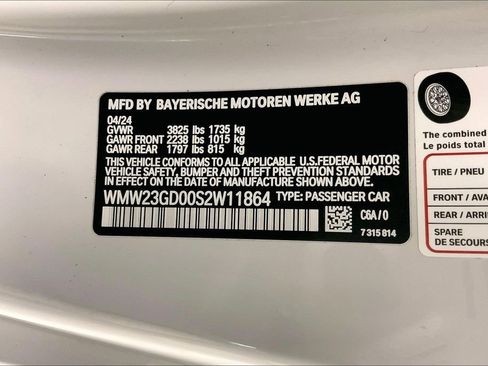 MFD BY BAYERISCHE MOTOREN WERKE AG
04/24
GVWR 3825 lbs 1735 kg
GAWR FRONT 2238 lbs 1015 kg
GAWR REAR 1797 lbs 815 kg
THIS VEHICLE CONFORMS TO ALL APPLICABLE U.S.FEDERAL MOTOR
VEHICLE SAFETY, BUMPER AND THEFT PREVENTION STANDARDS
IN EFFECT ON THE DATE OF MANUFACTURE SHOWN ABOVE.
WMW23GD00S2W11864 TYPE: PASSENGER CAR
C6A/0
7 315 814
The combined
Le poids total
TIRE / PNEU
FRONT / AVA
REAR / ARRI
SPARE
DE SECOURS